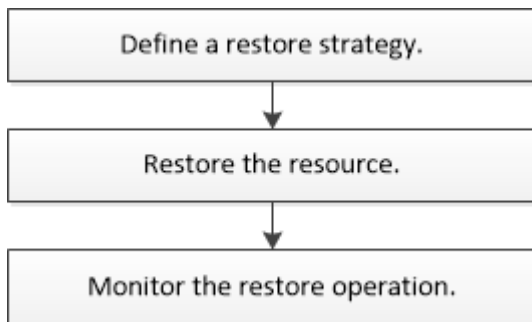 Define a restore strategy.
Restore the resource.
Monitor the restore operation.